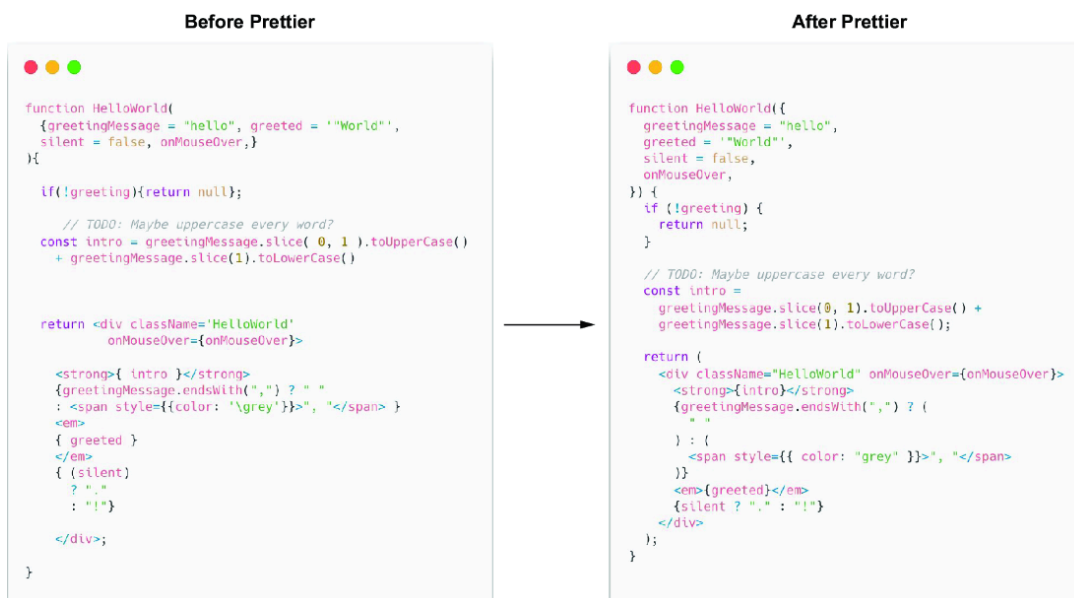 Before Prettier
function HelloWorld(
  {greetingMessage = "hello", greeted = '"World"',
  silent = false, onMouseOver,}
){

  if(!greeting){return null};

     // TODO: Maybe uppercase every word?
  const intro = greetingMessage.slice( 0, 1 ).toUpperCase()
    + greetingMessage.slice(1).toLowerCase()

  return <div className='HelloWorld'
           onMouseOver={onMouseOver}>

    <strong>{ intro }</strong>
    {greetingMessage.endsWith(",") ? " "
    : <span style={{color: '\grey'}}>", "</span> }
    <em>
    { greeted }
    </em>
    { (silent)
      ? "."
      : "!"}

    </div>;

}
After Prettier
function HelloWorld({
  greetingMessage = "hello",
  greeted = '"World"',
  silent = false,
  onMouseOver,
}) {
  if (!greeting) {
    return null;
  }

  // TODO: Maybe uppercase every word?
  const intro =
    greetingMessage.slice(0, 1).toUpperCase() +
    greetingMessage.slice(1).toLowerCase();

  return (
    <div className="HelloWorld" onMouseOver={onMouseOver}>
      <strong>{intro}</strong>
      {greetingMessage.endsWith(",") ? (
        " "
      ) : (
        <span style={{ color: "grey" }}>", "</span>
      )}
      <em>{greeted}</em>
      {silent ? "." : "!"}
    </div>
  );
}